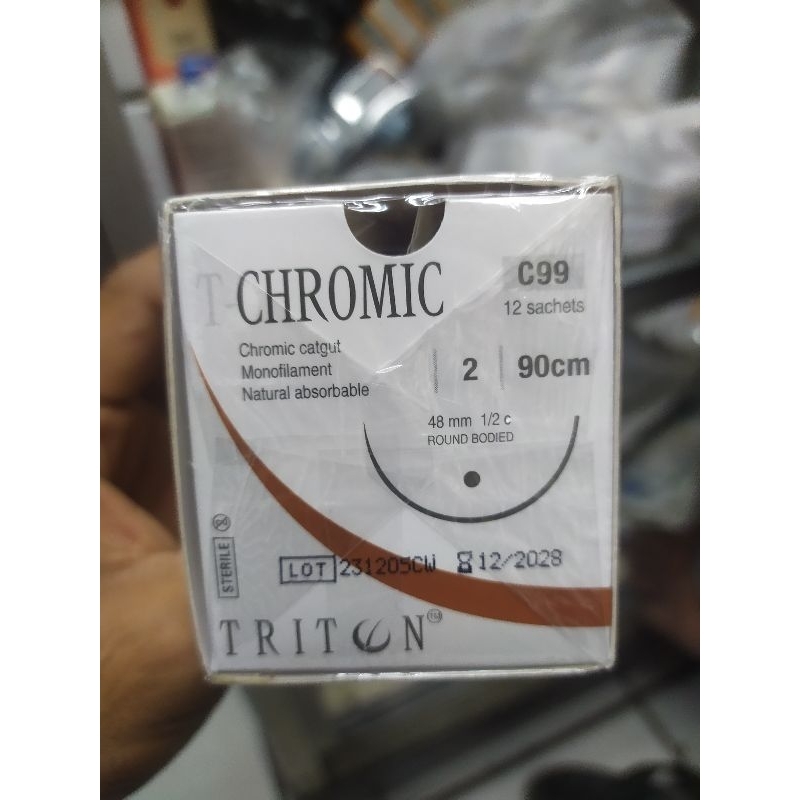 T-CHROMIC
C99
12 sachets
Chromic catgut
Monofilament
Natural absorbable
2
90cm
48 mm 1/2 c
ROUND BODIED
STERILE
LOT 231205CW 12/2028
TRITON TM